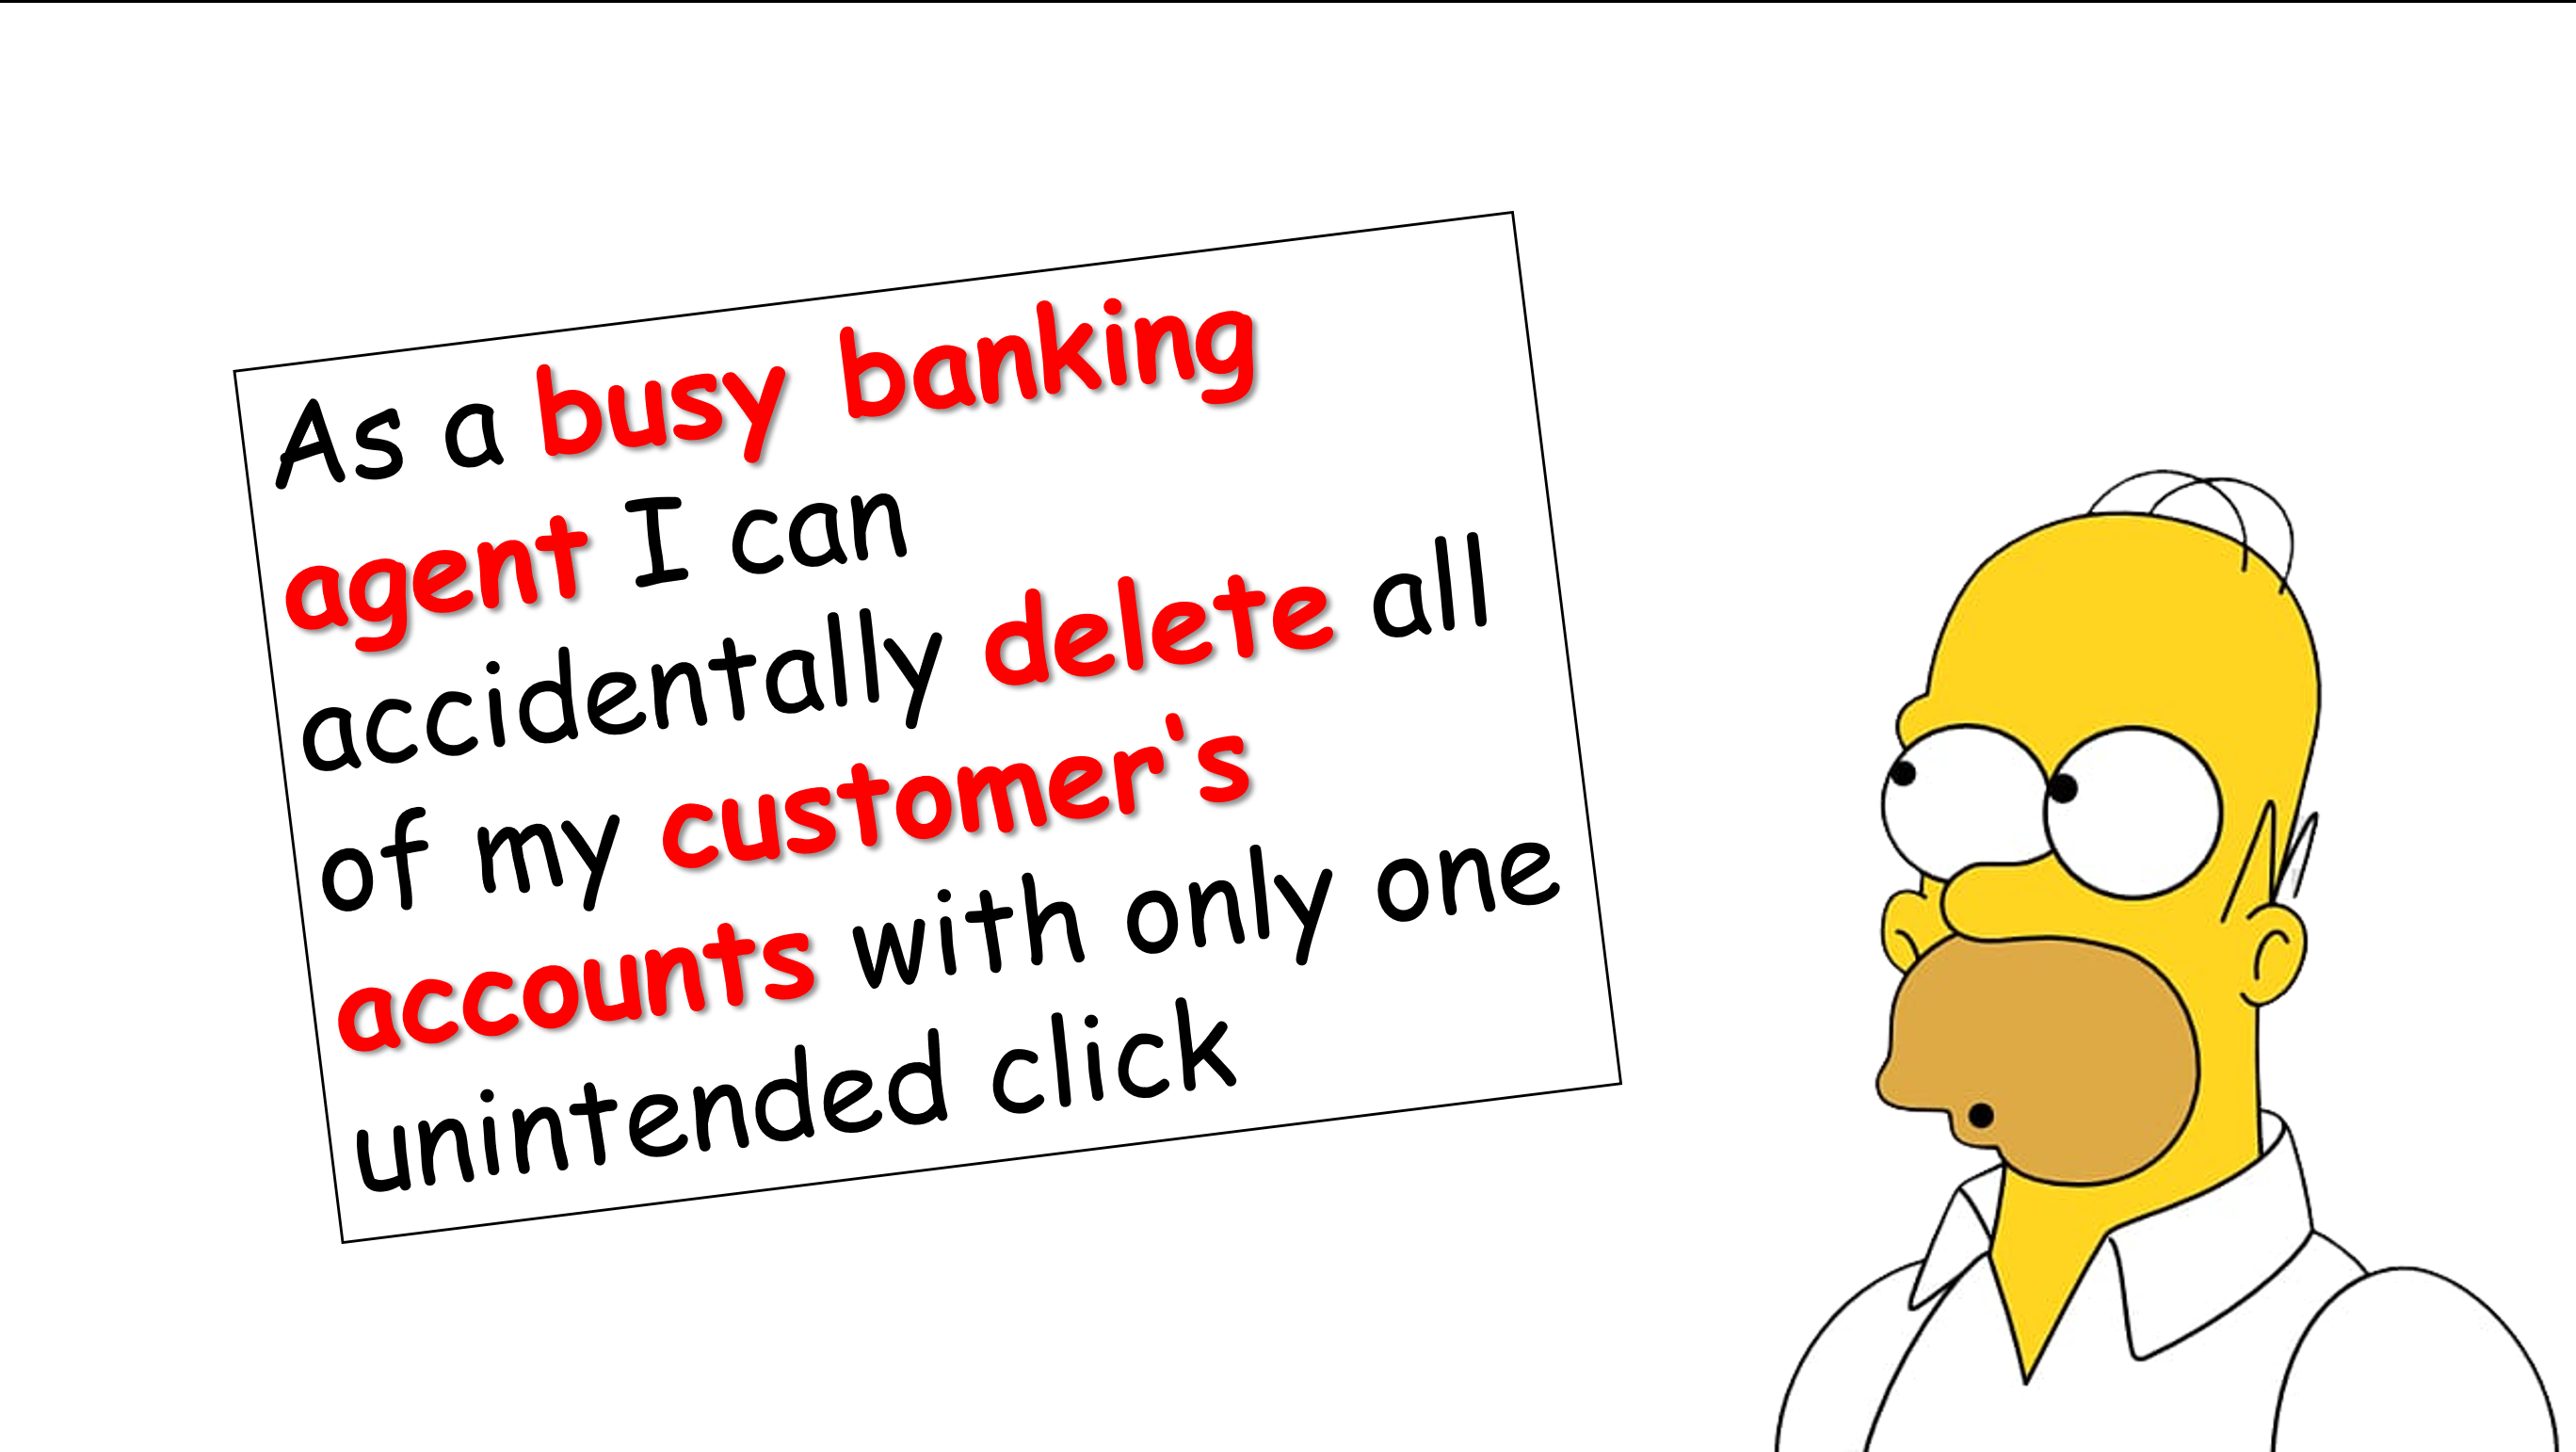 As a busy banking
agent I can
accidentally delete all
of my customer's
accounts with only one
unintended click